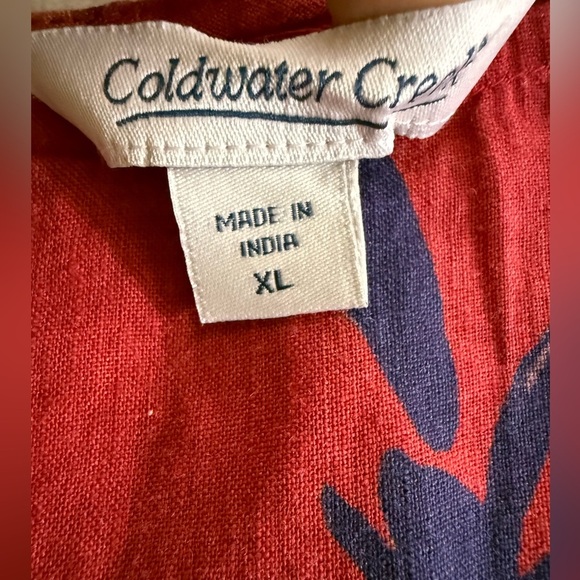 Coldwater Creek
MADE IN
INDIA
XL